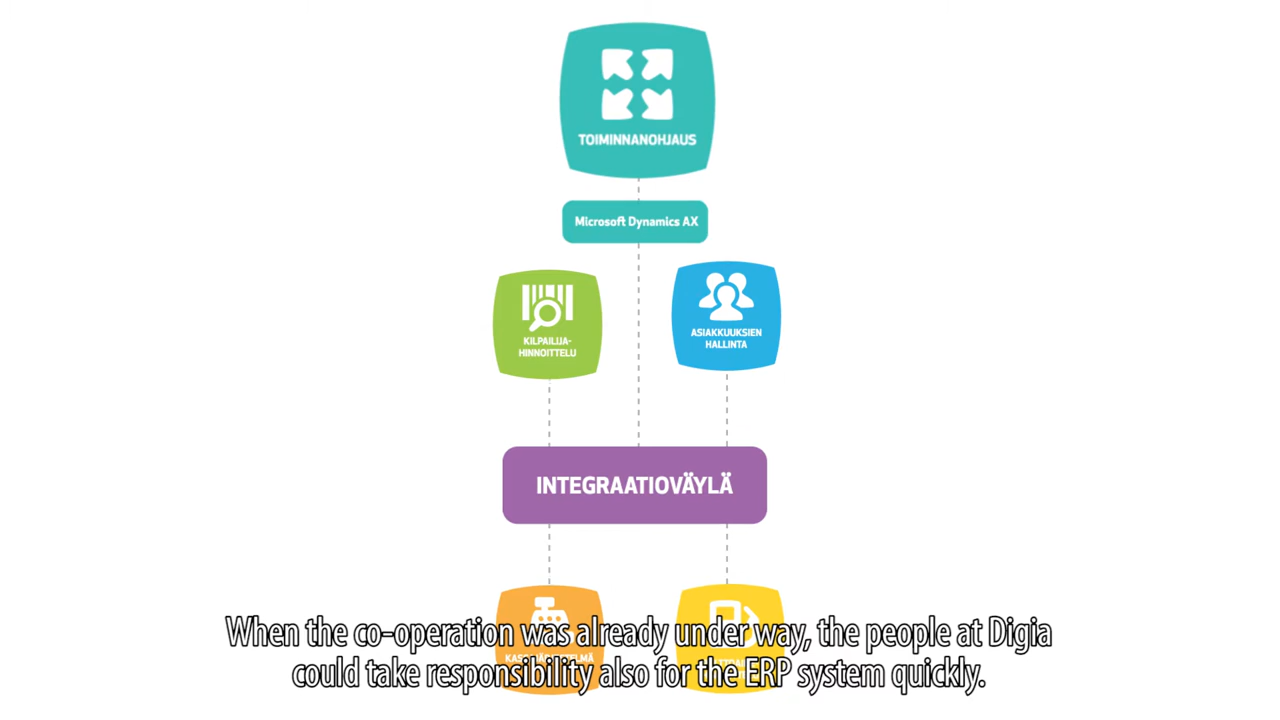 TOIMINNANOHJAUS
Microsoft Dynamics AX
KILPAILIJA-
HINNOITTELU
ASIAKKUUKSIEN
HALLINTA
INTEGRAATIOVÄYLÄ
When the co-operation was already under way, the people at Digia
could take responsibility also for the ERP system quickly.